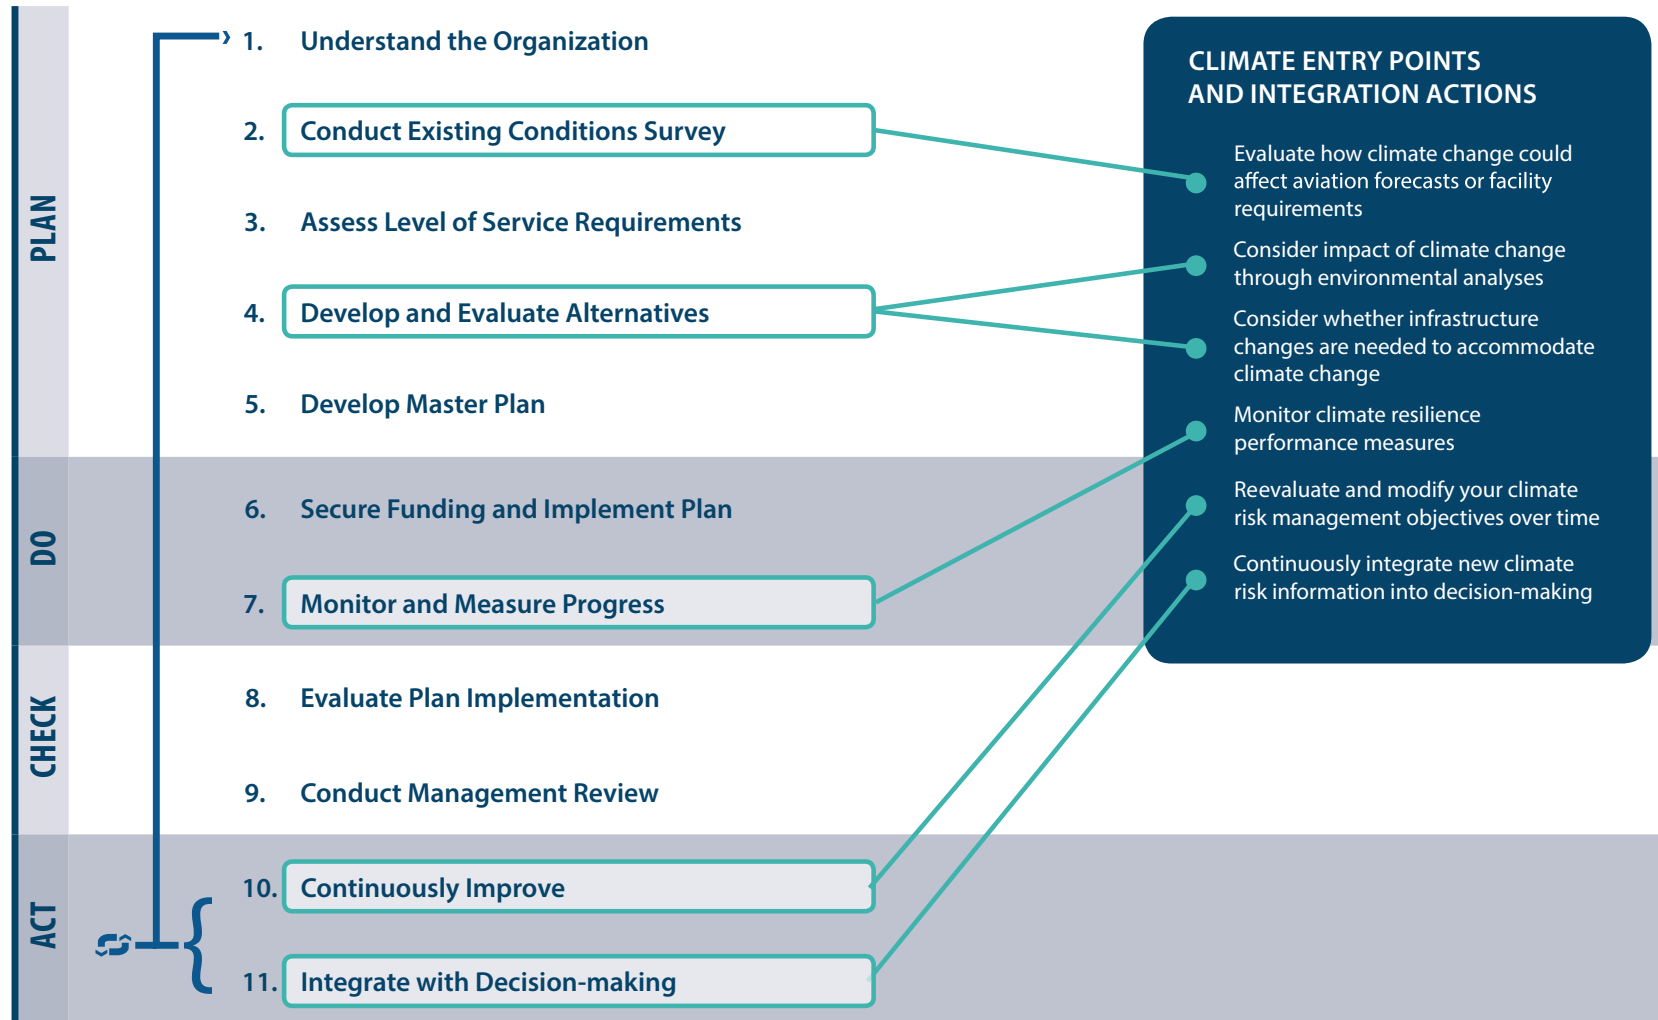 PLAN
1. Understand the Organization
2. Conduct Existing Conditions Survey
3. Assess Level of Service Requirements
4. Develop and Evaluate Alternatives
5. Develop Master Plan
DO
6. Secure Funding and Implement Plan
7. Monitor and Measure Progress
CHECK
8. Evaluate Plan Implementation
9. Conduct Management Review
ACT
10. Continuously Improve
11. Integrate with Decision-making
CLIMATE ENTRY POINTS
AND INTEGRATION ACTIONS
Evaluate how climate change could
affect aviation forecasts or facility
requirements
Consider impact of climate change
through environmental analyses
Consider whether infrastructure
changes are needed to accommodate
climate change
Monitor climate resilience
performance measures
Reevaluate and modify your climate
risk management objectives over time
Continuously integrate new climate
risk information into decision-making